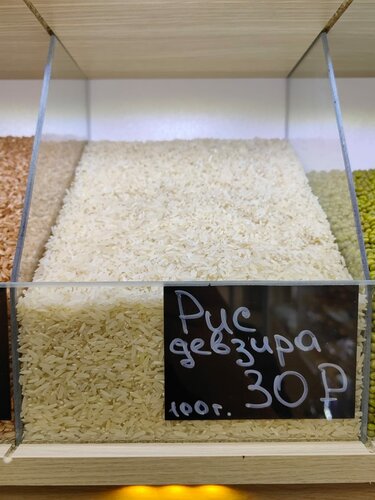 Рис
девзира
100г. 30₽